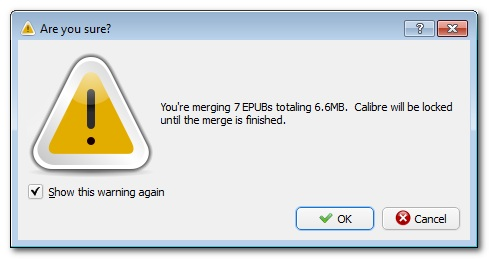 Are you sure?
You're merging 7 EPUBs totaling 6.6MB.  Calibre will be locked
until the merge is finished.
Show this warning again
OK
Cancel